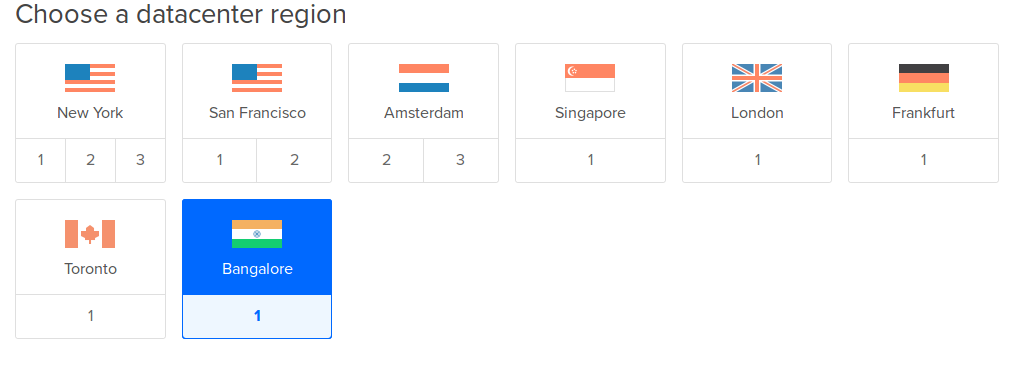 Choose a datacenter region
New York San Francisco Amsterdam Singapore London Frankfurt
1 2 3 1 2 2 3 1 1 1
Toronto Bangalore
1 1